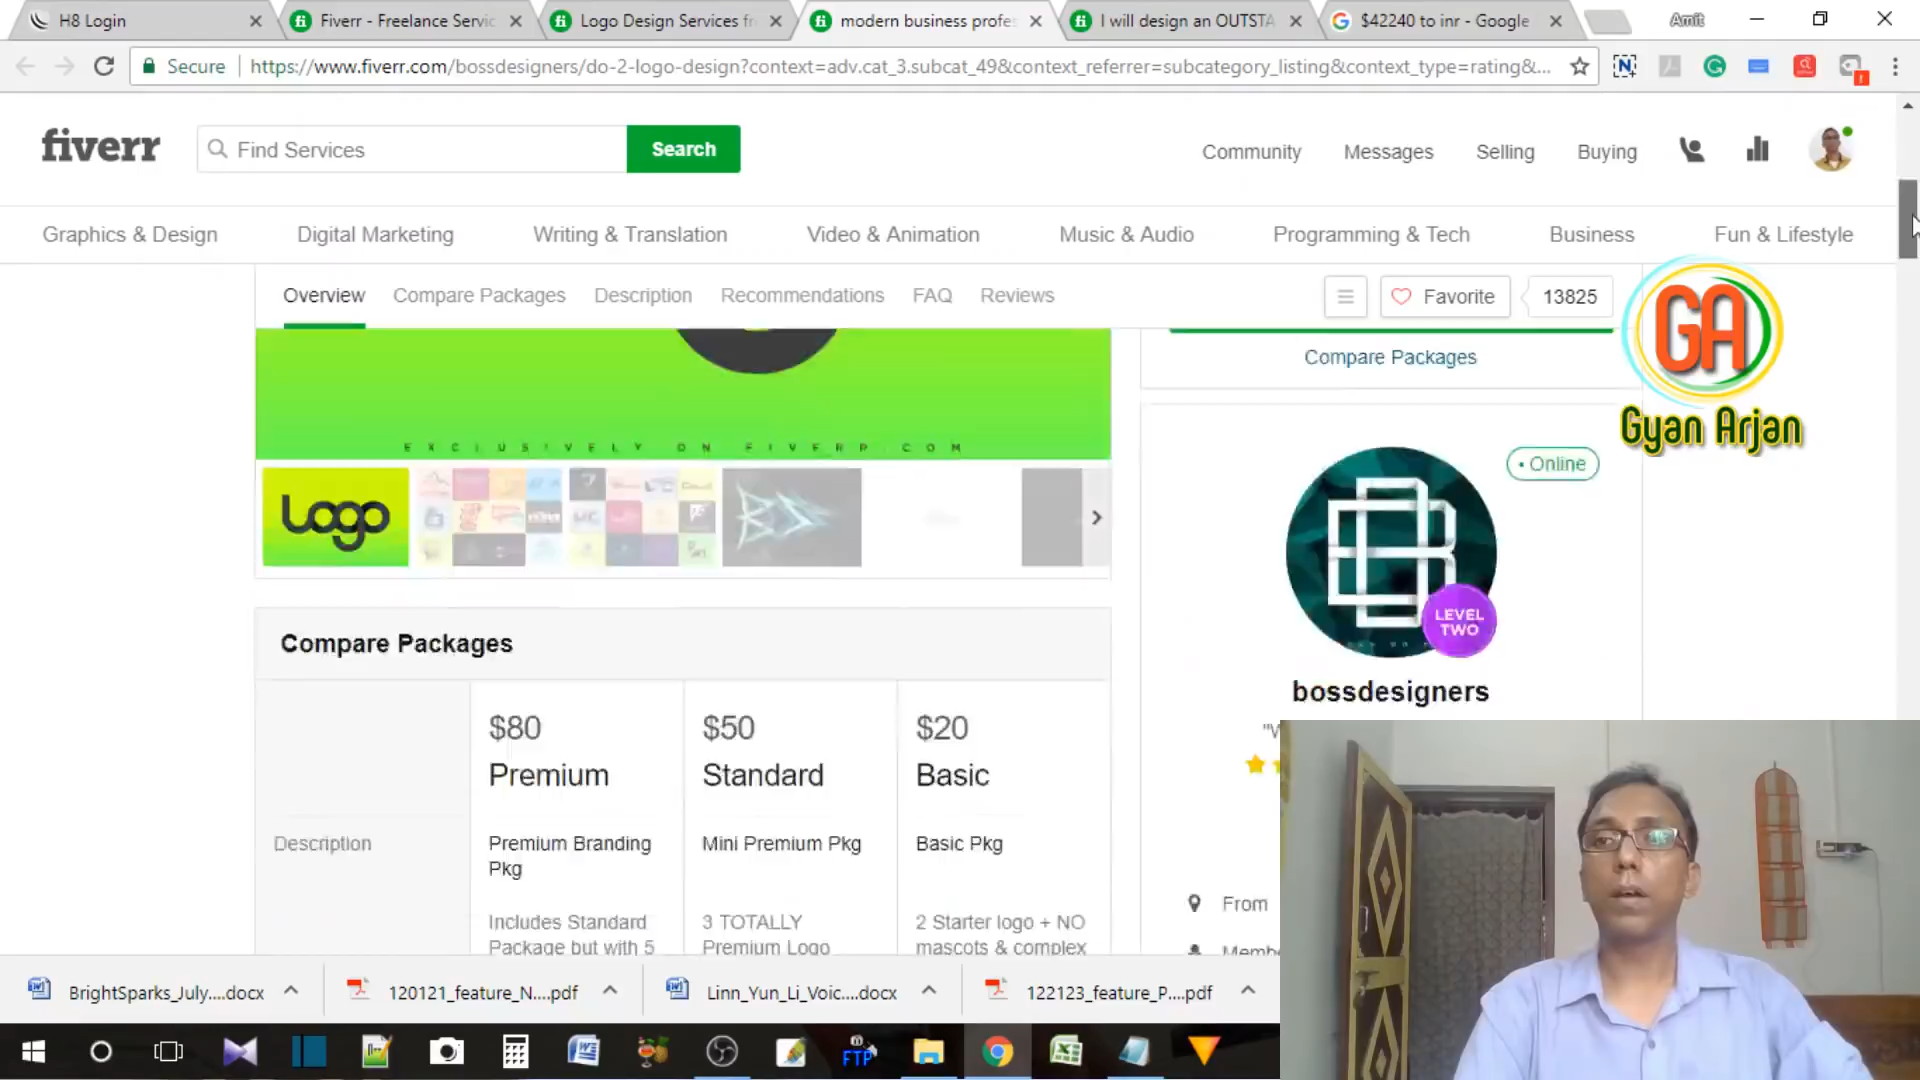 H8 Login
Fiverr - Freelance Servic
Logo Design Services fr
modern business profes
I will design an OUTSTA
$42240 to inr - Google
Amit
Secure
https://www.fiverr.com/bossdesigners/do-2-logo-design?context=adv.cat_3.subcat_49&context_referrer=subcategory_listing&context_type=rating&...
fiverr
Find Services
Search
Community
Messages
Selling
Buying
Graphics & Design
Digital Marketing
Writing & Translation
Video & Animation
Music & Audio
Programming & Tech
Business
Fun & Lifestyle
Overview
Compare Packages
Description
Recommendations
FAQ
Reviews
Favorite
13825
GA
Gyan Arjan
Compare Packages
EXCLUSIVELY ON FIVERR.COM
Logo
• Online
LEVEL
TWO
bossdesigners
Compare Packages
$80
Premium
$50
Standard
$20
Basic
Description
Premium Branding
Pkg
Mini Premium Pkg
Basic Pkg
Includes Standard
Package but with 5
3 TOTALLY
Premium Logo
2 Starter logo + NO
mascots & complex
From
BrightSparks_July....docx
120121_feature_N....pdf
Linn_Yun_Li_Voic....docx
122123_feature_P....pdf
FTP